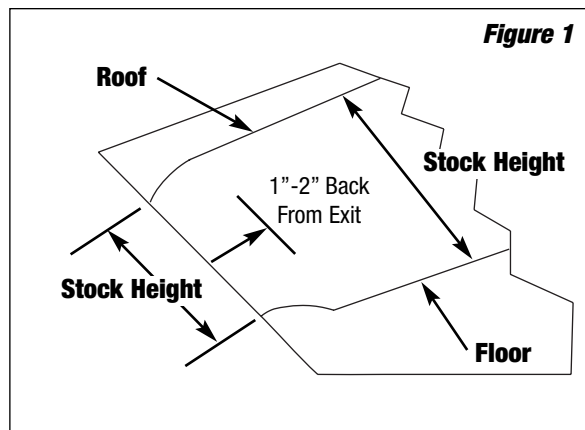 Figure 1
Roof
Stock Height
1”-2” Back
From Exit
Stock Height
Floor